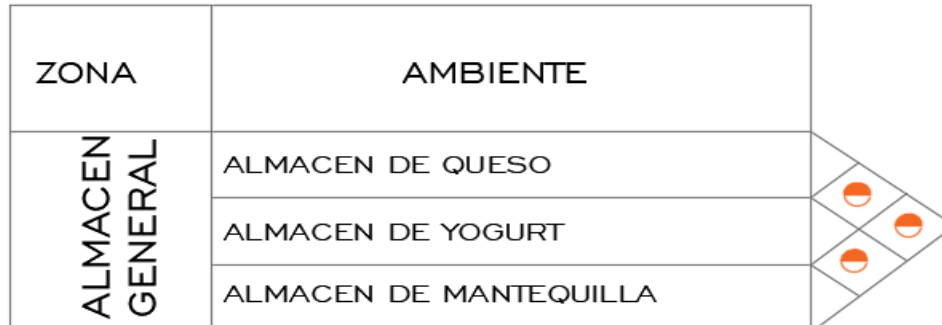 ZONA
AMBIENTE
ALMACEN
GENERAL
ALMACEN DE QUESO
ALMACEN DE YOGURT
ALMACEN DE MANTEQUILLA